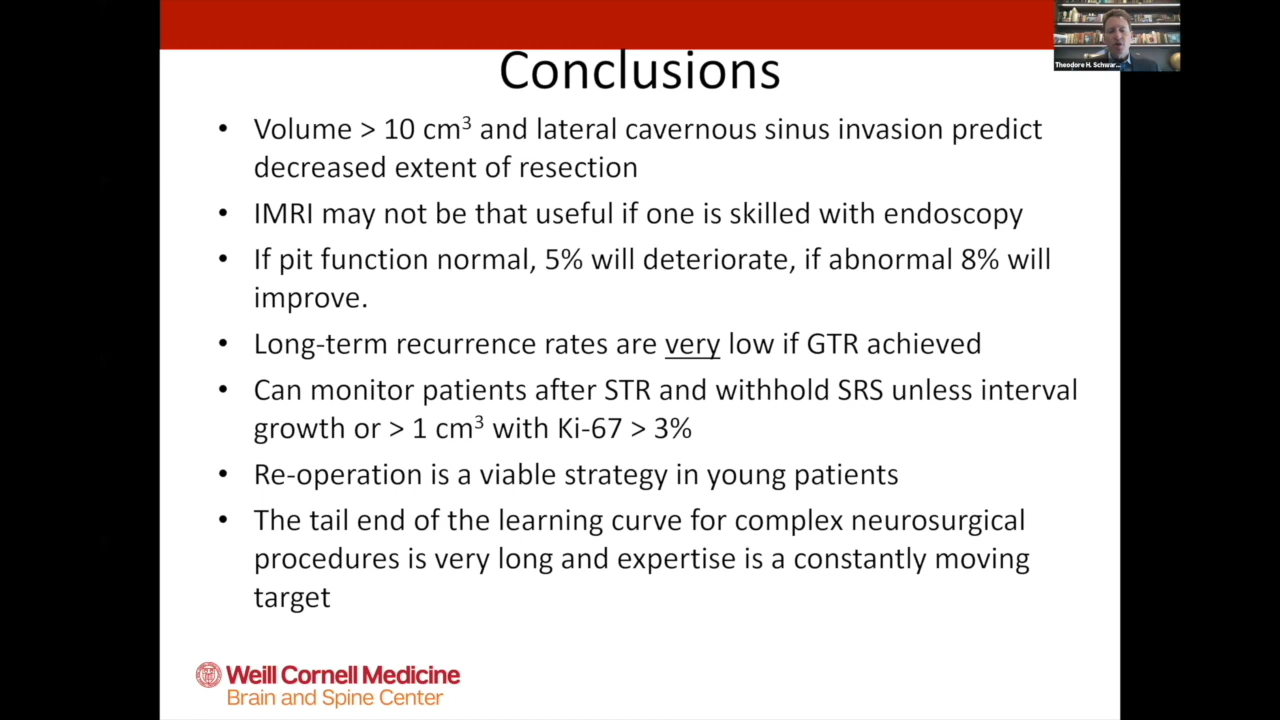 Theodore H. Schwar...
Conclusions
• Volume > 10 cm³ and lateral cavernous sinus invasion predict
decreased extent of resection
• IMRI may not be that useful if one is skilled with endoscopy
• If pit function normal, 5% will deteriorate, if abnormal 8% will
improve.
• Long-term recurrence rates are very low if GTR achieved
• Can monitor patients after STR and withhold SRS unless interval
growth or > 1 cm³ with Ki-67 > 3%
• Re-operation is a viable strategy in young patients
• The tail end of the learning curve for complex neurosurgical
procedures is very long and expertise is a constantly moving
target
Weill Cornell Medicine
Brain and Spine Center